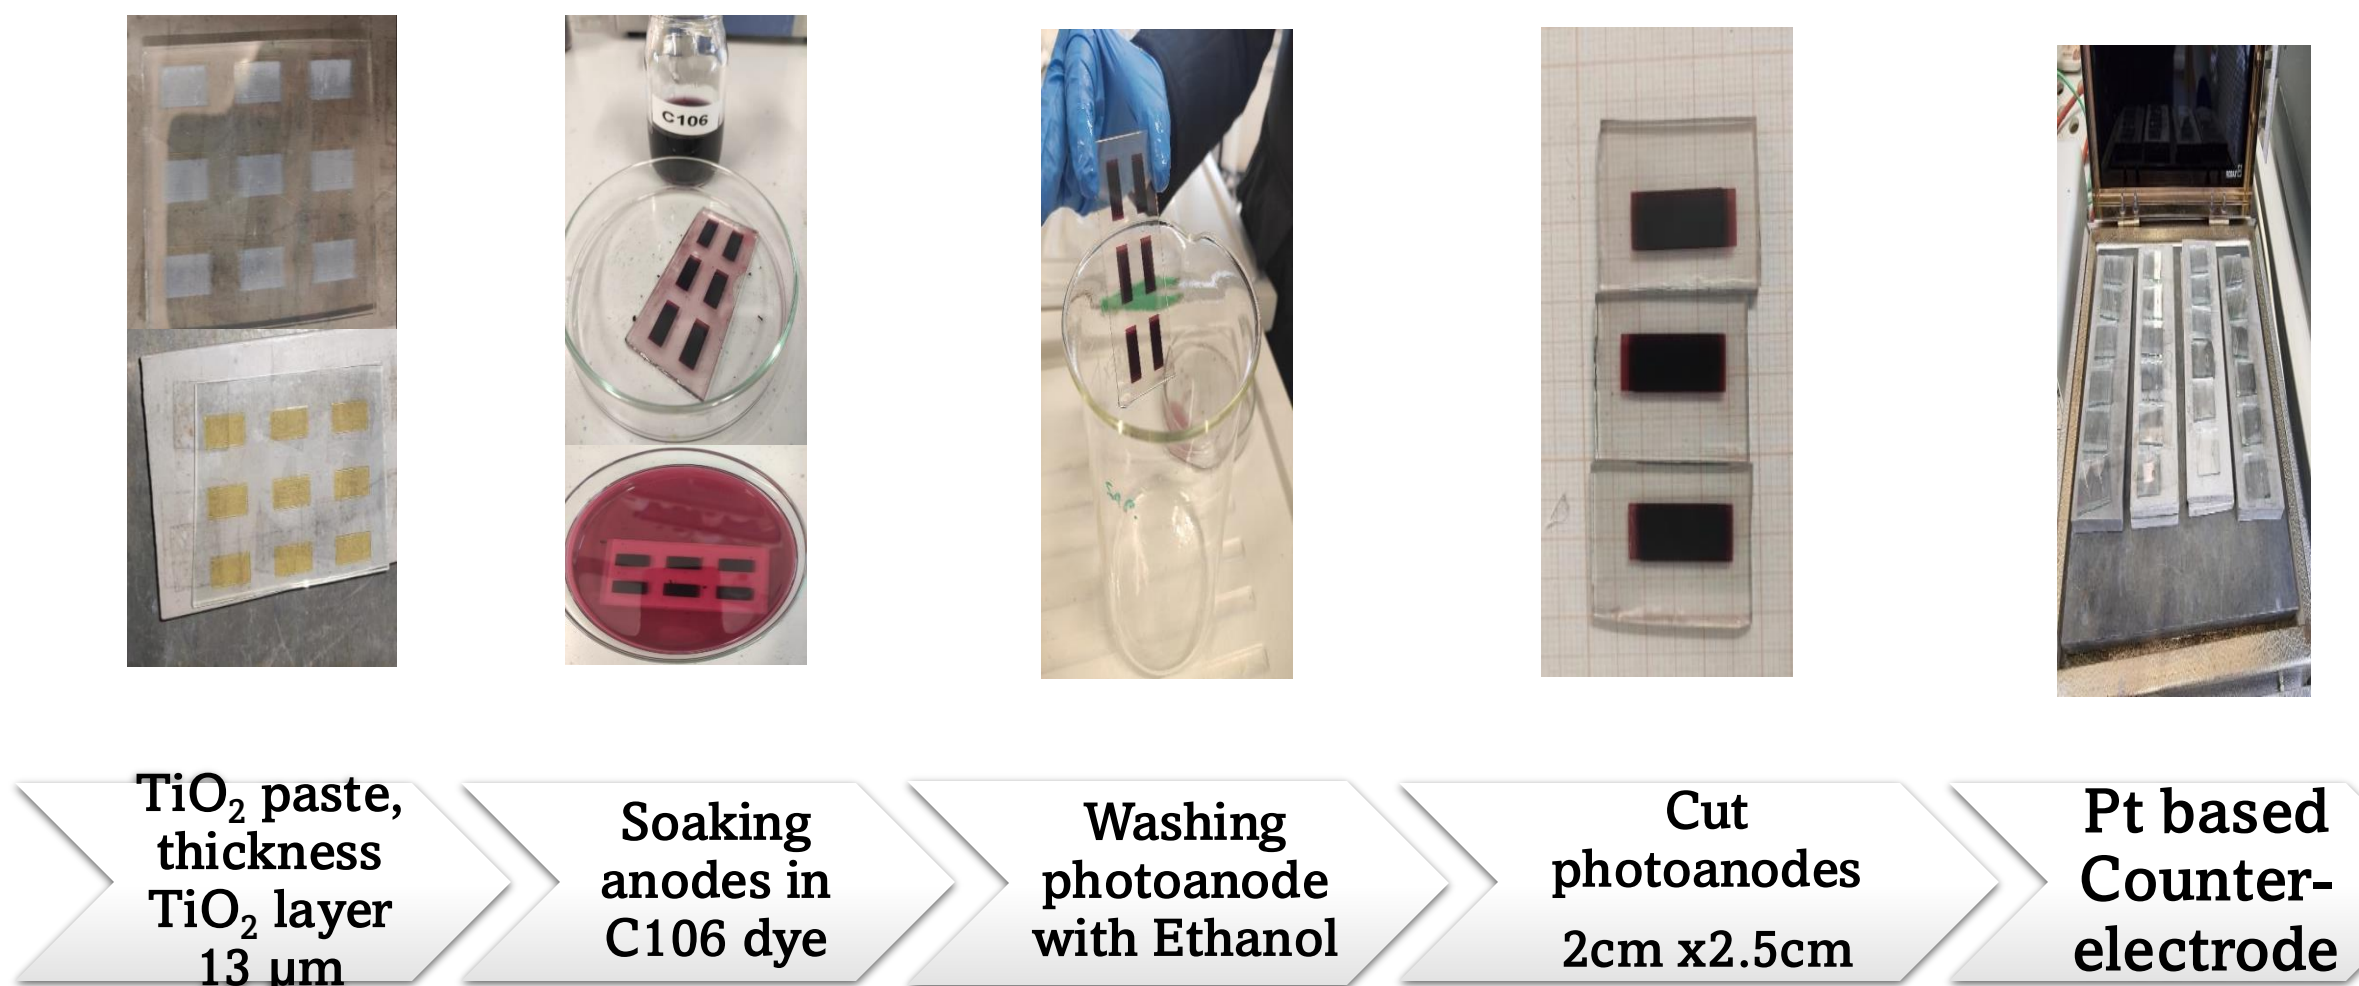 C106
TiO₂ paste,
thickness
TiO₂ layer
13 µm
Soaking
anodes in
C106 dye
Washing
photoanode
with Ethanol
Cut
photoanodes
2cm x2.5cm
Pt based
Counter-
electrode